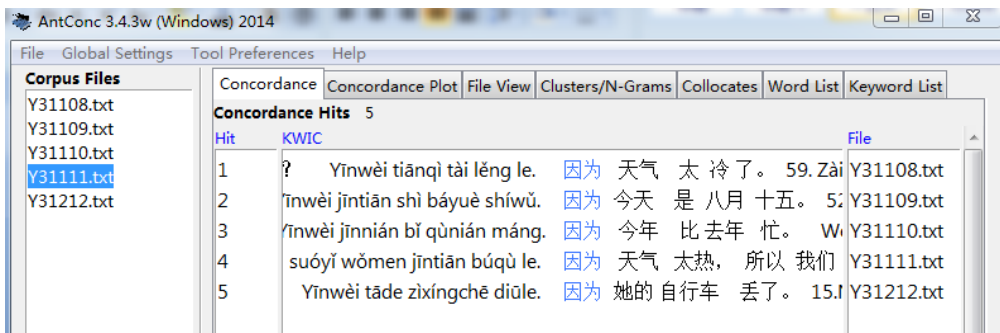 AntConc 3.4.3w (Windows) 2014
File Global Settings Tool Preferences Help
Corpus Files
Y31108.txt
Y31109.txt
Y31110.txt
Y31111.txt
Y31212.txt
Concordance Concordance Plot File View Clusters/N-Grams Collocates Word List Keyword List
Concordance Hits 5
Hit KWIC File
1 ? Yīnwèi tiānqì tài lěng le. 因为 天气 太 冷 了。 59. Zài Y31108.txt
2 Yīnwèi jīntiān shì báyuè shíwǔ. 因为 今天 是 八月 十五。 52 Y31109.txt
3 Yīnwèi jīnnián bǐ qùnián máng. 因为 今年 比 去年 忙。 We Y31110.txt
4 suóyǐ wǒmen jīntiān búqù le. 因为 天气 太热, 所以 我们 Y31111.txt
5 Yīnwèi tāde zìxíngchē diūle. 因为 她的 自行车 丢了。 15. Y31212.txt